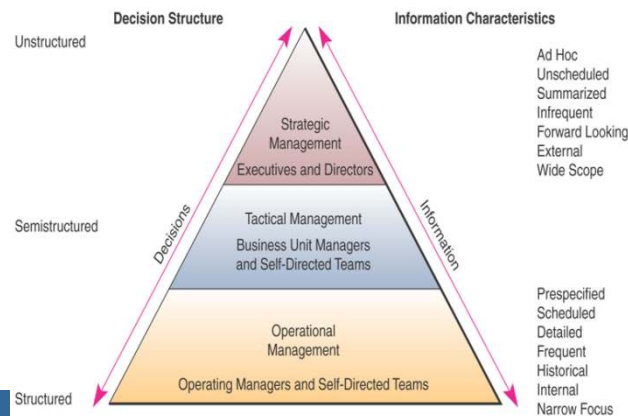 Decision Structure
Information Characteristics
Unstructured
Ad Hoc
Unscheduled
Summarized
Infrequent
Forward Looking
External
Wide Scope
Strategic
Management
Executives and Directors
Decisions
Information
Semistructured
Tactical Management
Business Unit Managers
and Self-Directed Teams
Prespecified
Scheduled
Detailed
Frequent
Historical
Internal
Narrow Focus
Operational
Management
Operating Managers and Self-Directed Teams
Structured